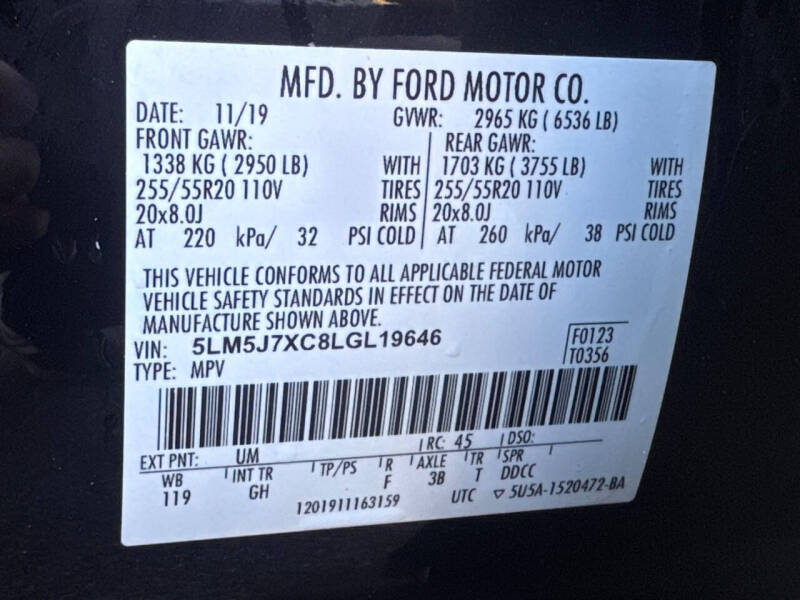 MFD. BY FORD MOTOR CO.
DATE: 11/19 GVWR: 2965 KG ( 6536 LB)
FRONT GAWR: REAR GAWR:
1338 KG ( 2950 LB) WITH 1703 KG ( 3755 LB) WITH
255/55R20 110V TIRES 255/55R20 110V TIRES
20x8.0J RIMS 20x8.0J RIMS
AT 220 kPa/ 32 PSI COLD AT 260 kPa/ 38 PSI COLD
THIS VEHICLE CONFORMS TO ALL APPLICABLE FEDERAL MOTOR
VEHICLE SAFETY STANDARDS IN EFFECT ON THE DATE OF
MANUFACTURE SHOWN ABOVE.
VIN: 5LM5J7XC8LGL19646 F0123
TYPE: MPV T0356
EXT PNT: UM RC: 45 DSO:
WB INT TR TP/PS R AXLE TR SPR
119 GH F 3B T DDCC
1201911163159 UTC ▽ 5U5A-1520472-BA